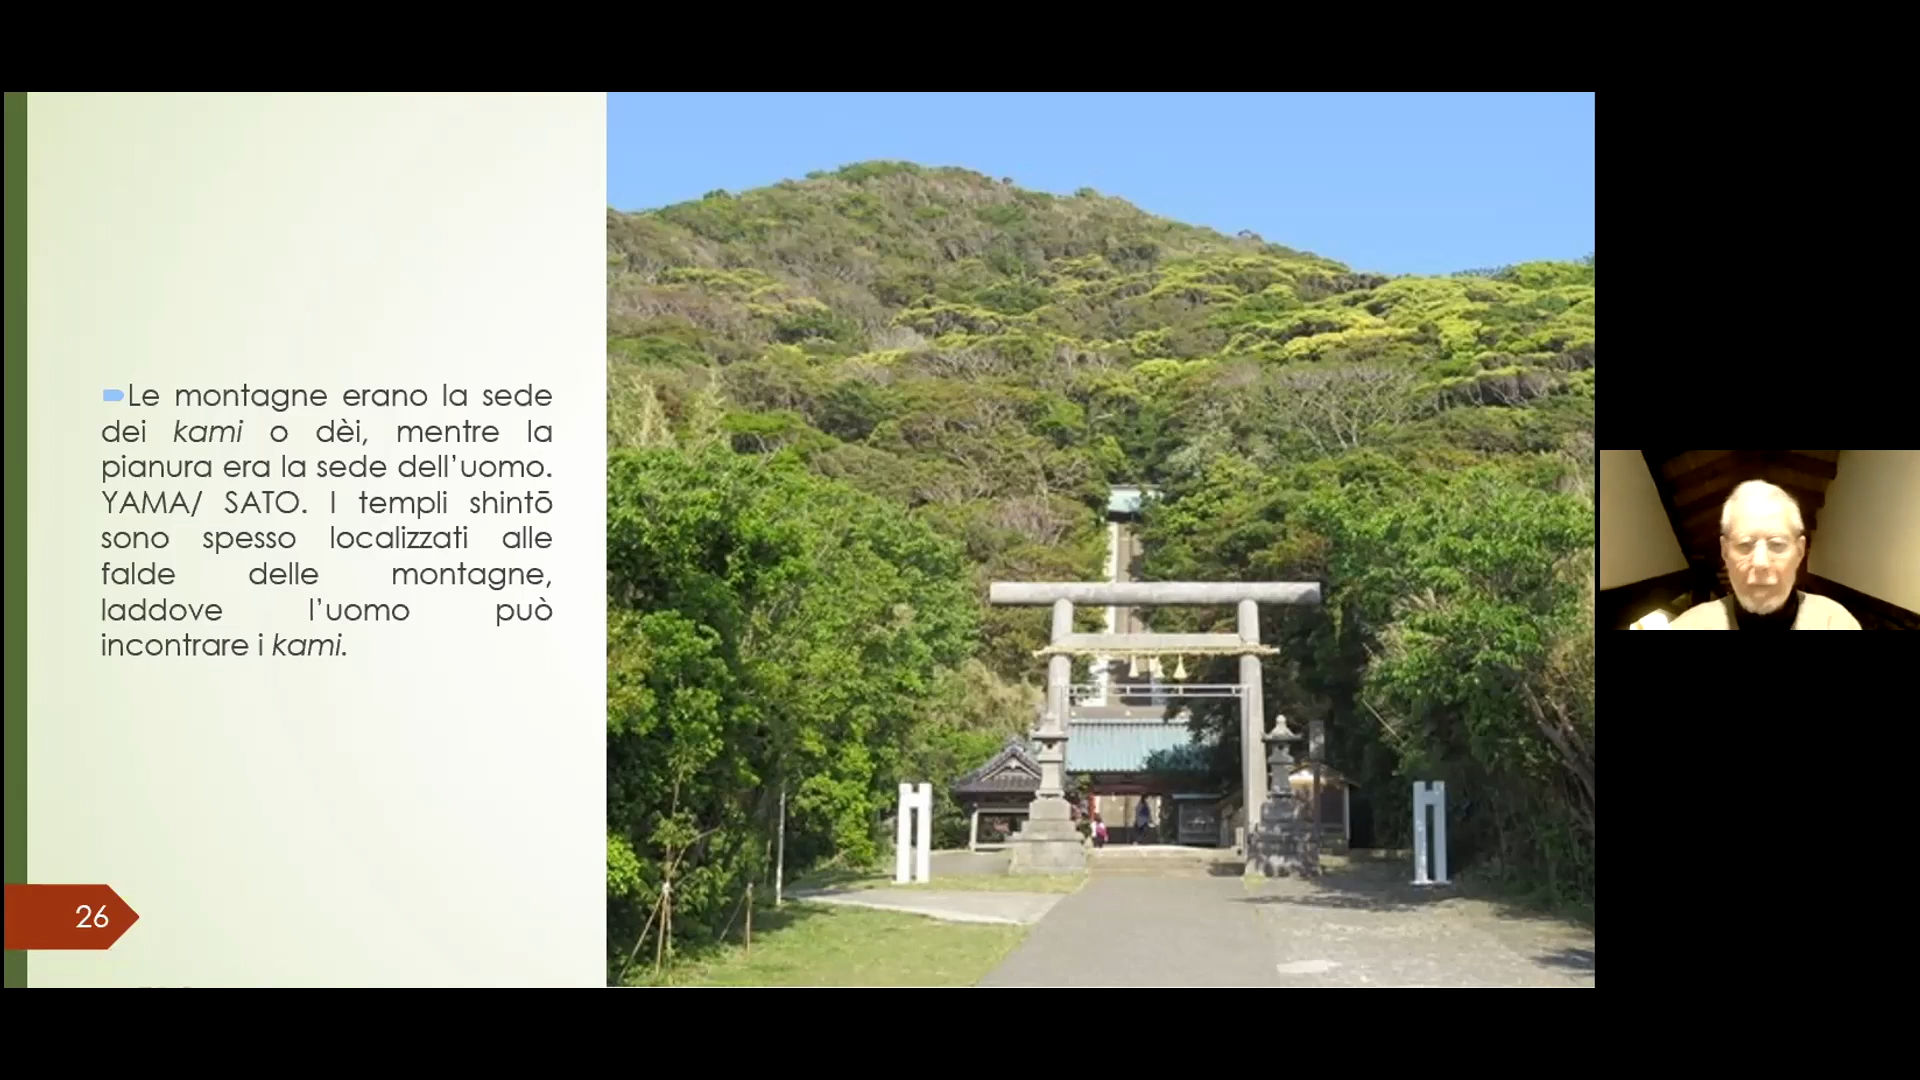 Le montagne erano la sede
dei kami o dèi, mentre la
pianura era la sede dell’uomo.
YAMA/ SATO. I templi shintō
sono spesso localizzati alle
falde delle montagne,
laddove l’uomo può
incontrare i kami.
26